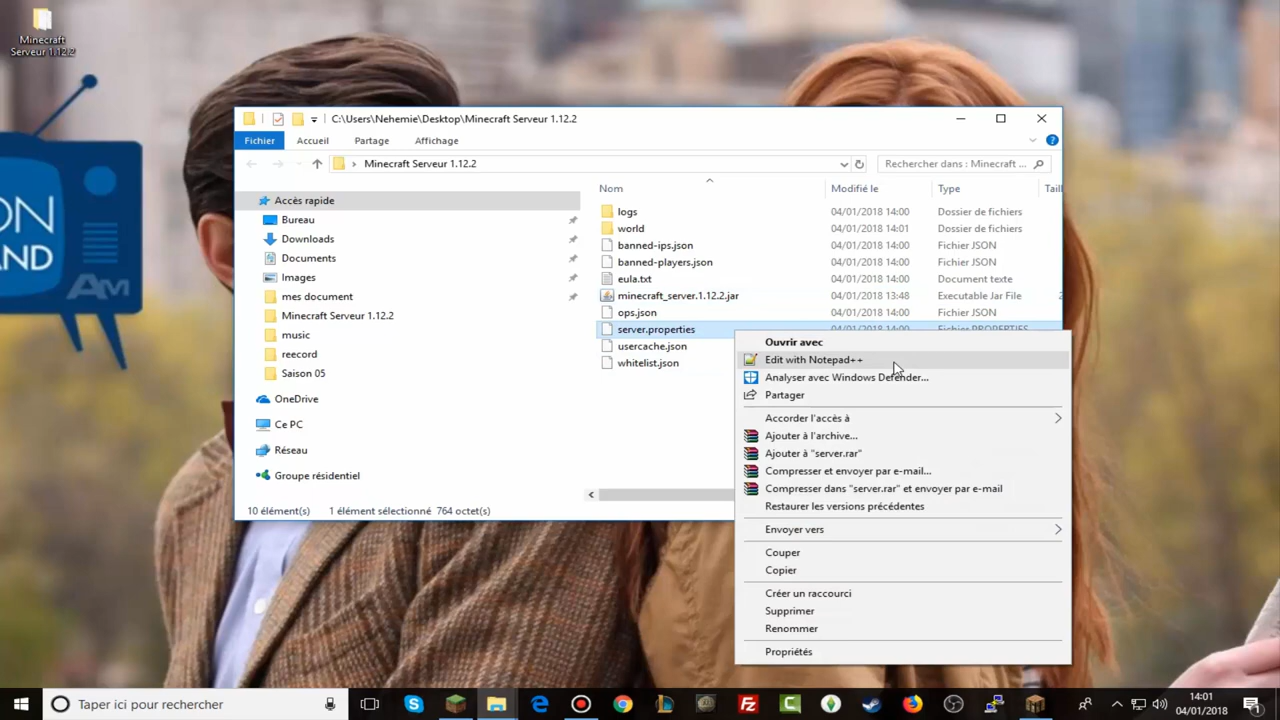 Minecraft
Serveur 1.12.2
ON
AND
Am
C:\Users\Nehemie\Desktop\Minecraft Serveur 1.12.2
Fichier
Accueil
Partage
Affichage
Minecraft Serveur 1.12.2
Rechercher dans : Minecraft ...
Accès rapide
Bureau
Downloads
Documents
Images
mes document
Minecraft Serveur 1.12.2
music
reecord
Saison 05
OneDrive
Ce PC
Réseau
Groupe résidentiel
Nom Modifié le Type Taill
logs 04/01/2018 14:00 Dossier de fichiers
world 04/01/2018 14:01 Dossier de fichiers
banned-ips.json 04/01/2018 14:00 Fichier JSON
banned-players.json 04/01/2018 14:00 Fichier JSON
eula.txt 04/01/2018 14:00 Document texte
minecraft_server.1.12.2.jar 04/01/2018 13:48 Executable Jar File 2
ops.json 04/01/2018 14:00 Fichier JSON
server.properties 04/01/2018 14:00 Fichier PROPERTIES
usercache.json
whitelist.json
Ouvrir avec
Edit with Notepad++
Analyser avec Windows Defender...
Partager
Accorder l'accès à
Ajouter à l'archive...
Ajouter à "server.rar"
Compresser et envoyer par e-mail...
Compresser dans "server.rar" et envoyer par e-mail
Restaurer les versions précédentes
Envoyer vers
Couper
Copier
Créer un raccourci
Supprimer
Renommer
Propriétés
10 élément(s) 1 élément sélectionné 764 octet(s)
Taper ici pour rechercher
14:01
04/01/2018
1